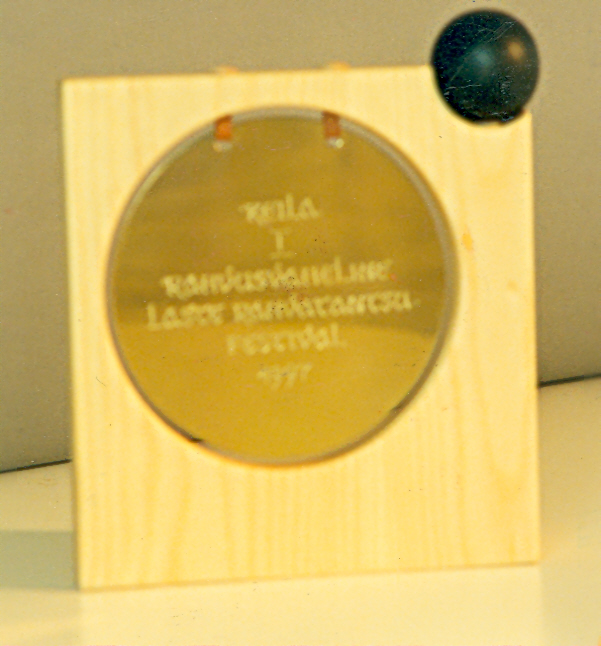 Keila
I
Rahvusvaheline
Laste Rahvatantsu-
Festival
1997